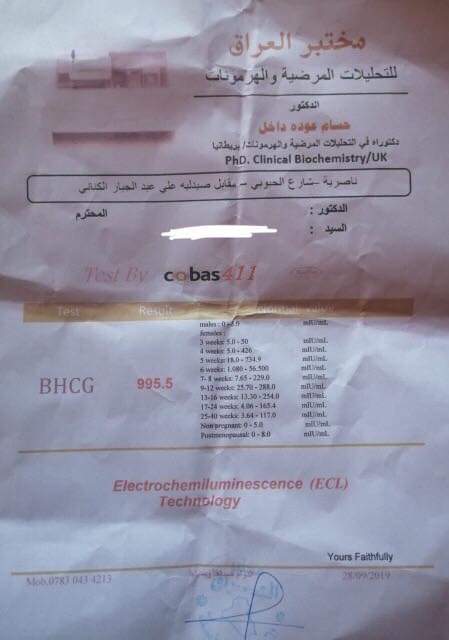 مختبر العراق
للتحليلات المرضية والهرمونات
الدكتور
حسام عوده داخل
دكتوراه في التحليلات المرضية والهرمونات/ بريطانيا
PhD. Clinical Biochemistry/UK
ناصرية -شارع الحبوبي - مقابل صيدليه علي عبد الجبار الكناني
الدكتور : المحترم
السيد :
Test By cobas 411
Test Result Normal
males : 0 - 5.0 mIU/mL
females :
3 weeks: 5.0 - 50 mIU/mL
4 weeks: 5.0 - 426 mIU/mL
5 weeks: 18.0 - 734.9 mIU/mL
6 weeks: 1.080 - 56.500 mIU/mL
7- 8 weeks: 7.65 - 229.0 mIU/mL
9-12 weeks: 25.70 - 288.0 mIU/mL
13-16 weeks: 13.30 - 254.0 mIU/mL
17-24 weeks: 4.06 - 165.4 mIU/mL
25-40 weeks: 3.64 - 117.0 mIU/mL
Non pregnant: 0 - 5.0 mIU/mL
Postmenopausal: 0 - 8.0 mIU/mL
BHCG 995.5
Electrochemiluminescence (ECL)
Technology
Yours Faithfully
Mob.0783 043 4213
28/09/2019